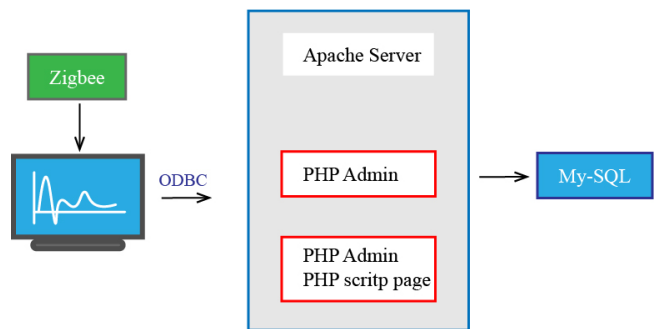 Apache Server
Zigbee
ODBC
PHP Admin
My-SQL
PHP Admin
PHP scritp page